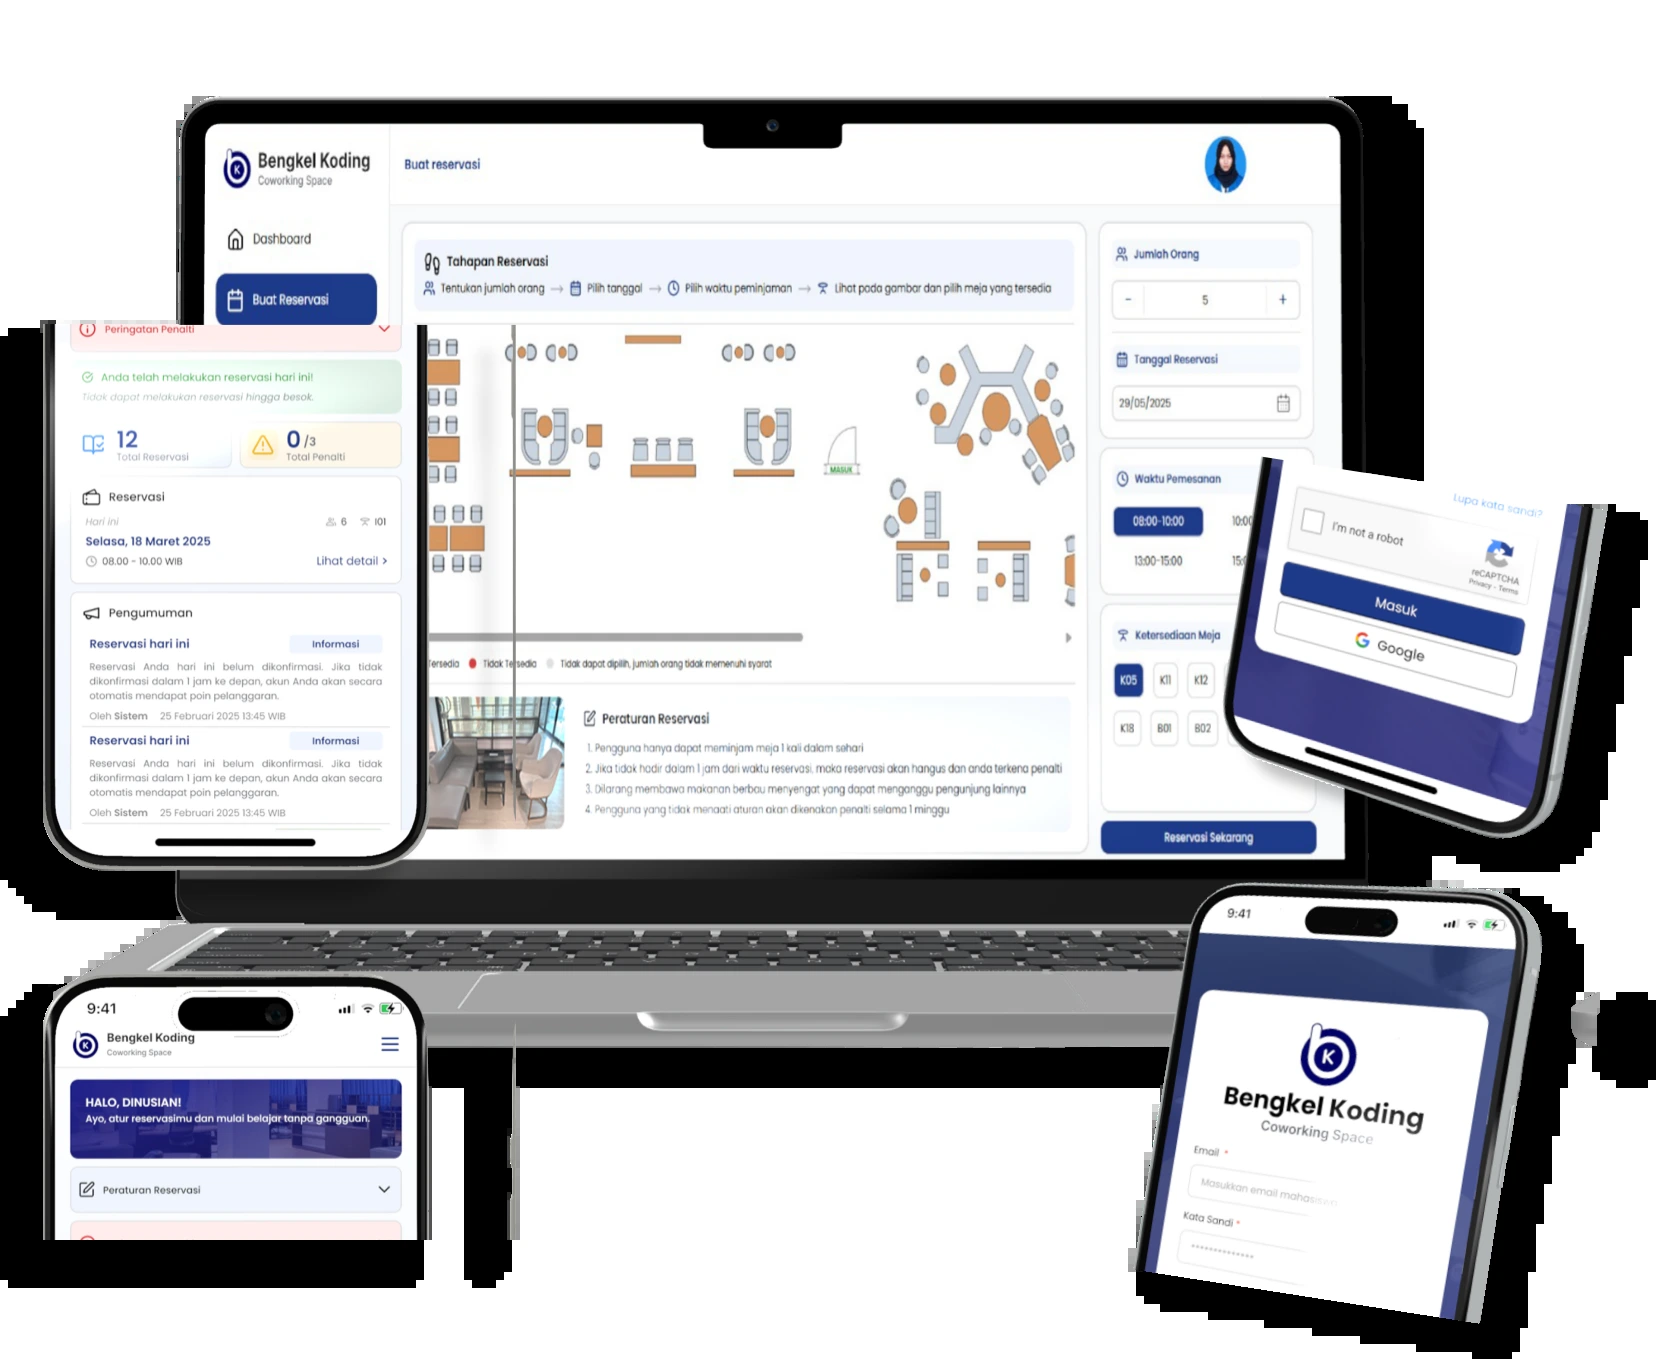 Bengkel Koding
Coworking Space
Buat reservasi
Dashboard
Buat Reservasi
Tahapan Reservasi
Tentukan jumlah orang → Pilih tanggal → Pilih waktu peminjaman → Lihat pada gambar dan pilih meja yang tersedia
MASUK
Tidak Tersedia
Tidak dapat dipilih, jumlah orang tidak memenuhi syarat
Peraturan Reservasi
1. Pengguna hanya dapat meminjam meja 1 kali dalam sehari
2. Jika tidak hadir dalam 1 jam dari waktu reservasi, maka reservasi akan hangus dan anda terkena penalti
3. Dilarang membawa makanan berbau menyengat yang dapat menganggu pengunjung lainnya
4. Pengguna yang tidak menaati aturan akan dikenakan penalti selama 1 minggu
Jumlah Orang
- 5 +
Tanggal Reservasi
29/05/2025
Waktu Pemesanan
08:00-10:00
13:00-15:00
Ketersediaan Meja
K05 K11 K12
K18 B01 B02
Reservasi Sekarang
Peringatan Penalti
Anda telah melakukan reservasi hari ini!
Tidak dapat melakukan reservasi hingga besok.
12
Total Reservasi
0/3
Total Penalti
Reservasi
Hari ini 6 101
Selasa, 18 Maret 2025
08.00 - 10.00 WIB Lihat detail >
Pengumuman
Reservasi hari ini Informasi
Reservasi Anda hari ini belum dikonfirmasi. Jika tidak
dikonfirmasi dalam 1 jam ke depan, akun Anda akan secara
otomatis mendapat poin pelanggaran.
Oleh Sistem 25 Februari 2025 13:45 WIB
Reservasi hari ini Informasi
Reservasi Anda hari ini belum dikonfirmasi. Jika tidak
dikonfirmasi dalam 1 jam ke depan, akun Anda akan secara
otomatis mendapat poin pelanggaran.
Oleh Sistem 25 Februari 2025 13:45 WIB
Lupa kata sandi?
I'm not a robot
reCAPTCHA
Privacy - Terms
Masuk
Google
9:41
Bengkel Koding
Coworking Space
HALO, DINUSIAN!
Ayo, atur reservasimu dan mulai belajar tanpa gangguan.
Peraturan Reservasi
9:41
Bengkel Koding
Coworking Space
Email *
Masukkan email mahasiswa
Kata Sandi *